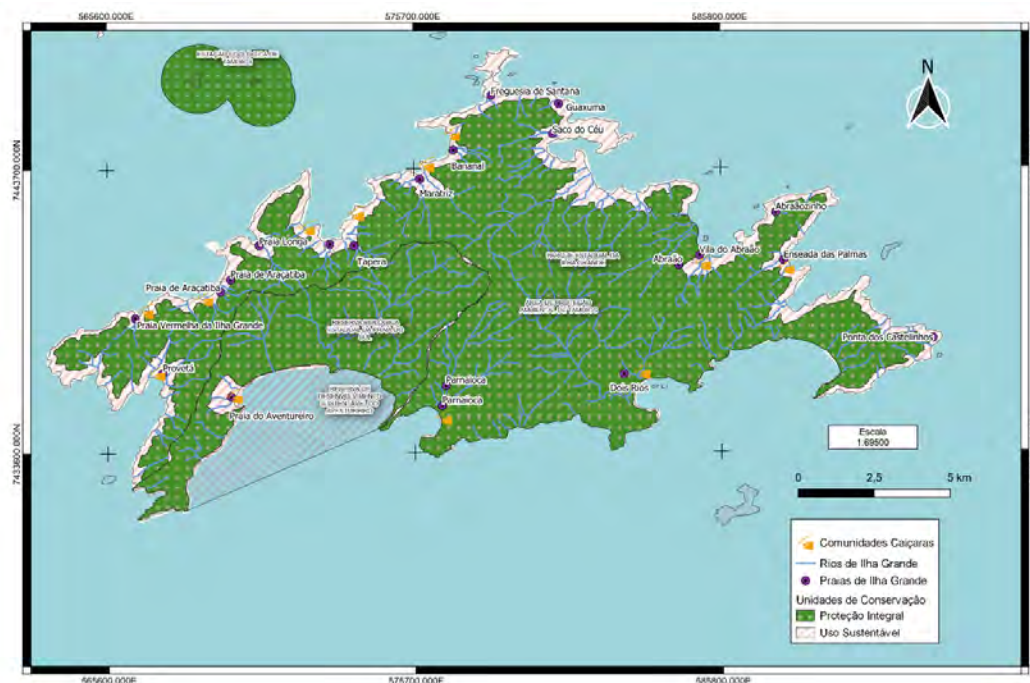 565600.000E
575700.000E
585800.000E
N
Freguesia de Santana
Guaxuma
Saco do Céu
7443700.000N
Bananal
Abraãozinho
Praia Longa
Tapera
Vila do Abraão
Abraão
Enseada das Palmas
Praia de Araçatiba
Praia de Araçatiba
Praia Vermelha da Ilha Grande
Ponta dos Castelinhos
Provetá
Parnaioca
Dois Rios
Parnaioca
Praia do Aventureiro
7433600.000N
Escala
1:69500
0
2,5
5 km
Comunidades Caiçaras
Rios de Ilha Grande
Praias de Ilha Grande
Unidades de Conservação
Proteção Integral
Uso Sustentável
565600.000E
575700.000E
585800.000E